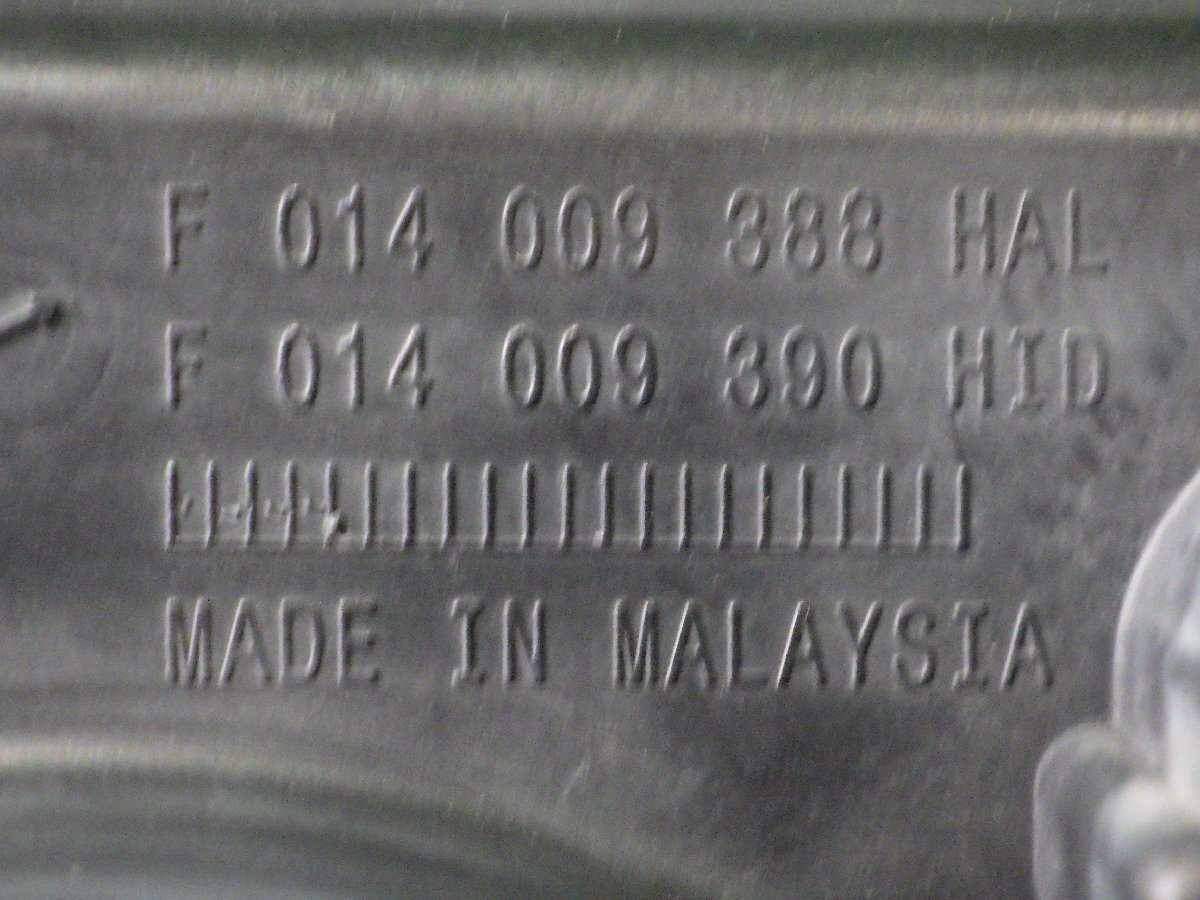 F 014 009 388 HAL
F 014 009 390 HID
MADE IN MALAYSIA